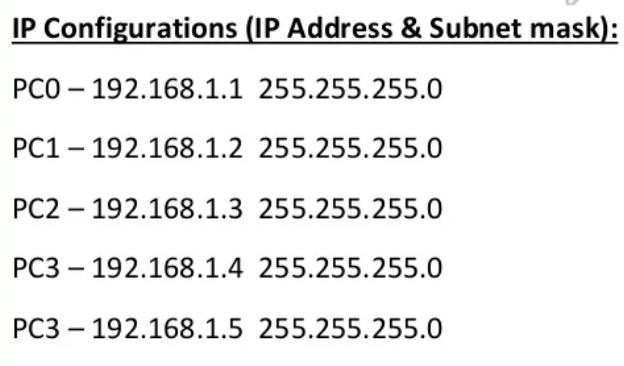 IP Configurations (IP Address & Subnet mask):
PC0 – 192.168.1.1 255.255.255.0
PC1 – 192.168.1.2 255.255.255.0
PC2 – 192.168.1.3 255.255.255.0
PC3 – 192.168.1.4 255.255.255.0
PC3 – 192.168.1.5 255.255.255.0